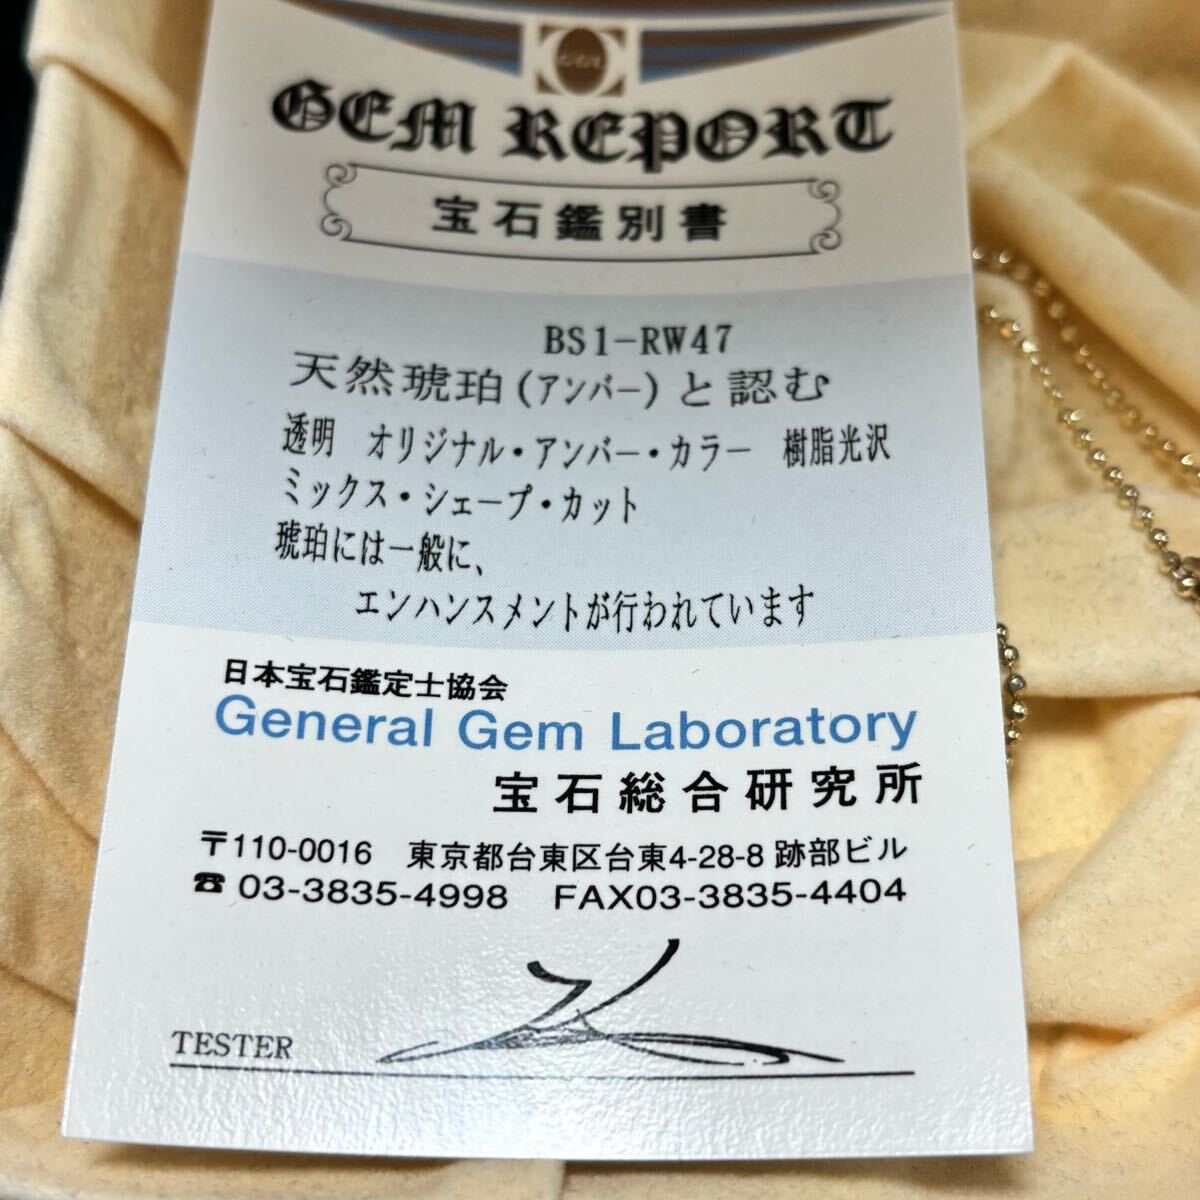 GEM REPORT
宝石鑑別書
BS1-RW47
天然琥珀(アンバー)と認む
透明 オリジナル・アンバー・カラー 樹脂光沢
ミックス・シェープ・カット
琥珀には一般に、
エンハンスメントが行われています
日本宝石鑑定士協会
General Gem Laboratory
宝石総合研究所
〒110-0016 東京都台東区台東4-28-8 跡部ビル
☎ 03-3835-4998 FAX03-3835-4404
TESTER